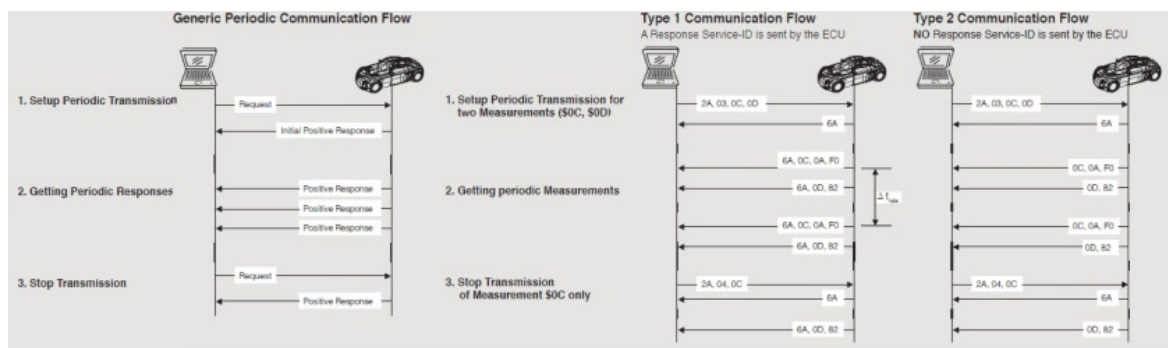 Generic Periodic Communication Flow
1. Setup Periodic Transmission
Request
Initial Positive Response
2. Getting Periodic Responses
Positive Response
Positive Response
Positive Response
3. Stop Transmission
Request
Positive Response
Type 1 Communication Flow
A Response Service-ID is sent by the ECU
1. Setup Periodic Transmission for
two Measurements ($0C, $0D)
2A, 03, 0C, 0D
6A
6A, 0C, 0A, F0
2. Getting periodic Measurements
6A, 0D, 82
Δ t
6A, 0C, 0A, F0
6A, 0D, 82
3. Stop Transmission
of Measurement $0C only
2A, 04, 0C
6A
6A, 0D, 82
Type 2 Communication Flow
NO Response Service-ID is sent by the ECU
2A, 03, 0C, 0D
6A
0C, 0A, F0
0D, 82
0C, 0A, F0
0D, 82
2A, 04, 0C
6A
0D, 82